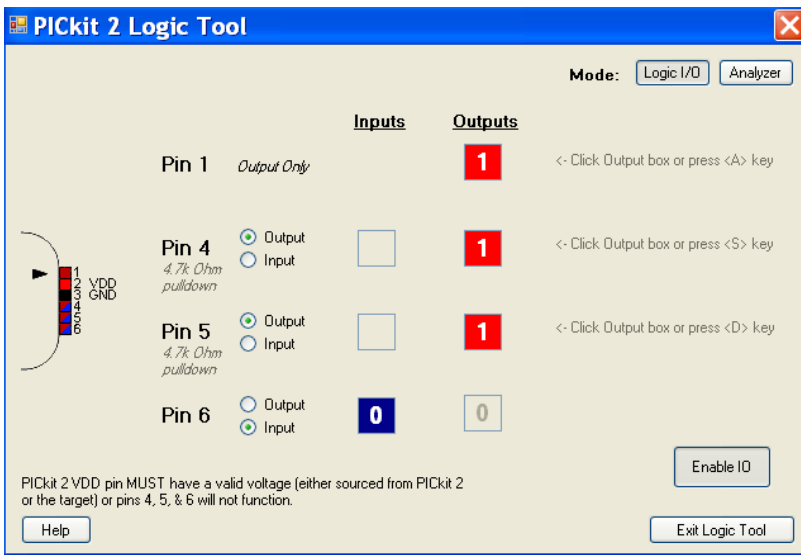 PICkit 2 Logic Tool
Mode: Logic I/O Analyzer
Inputs Outputs
Pin 1 Output Only 1 <- Click Output box or press <A> key
Pin 4 Output 1 <- Click Output box or press <S> key
4.7k Ohm Input
pulldown
1
2 VDD
3 GND
4
5
6
Pin 5 Output 1 <- Click Output box or press <D> key
4.7k Ohm Input
pulldown
Pin 6 Output 0 0
Input
Enable IO
PICkit 2 VDD pin MUST have a valid voltage (either sourced from PICkit 2
or the target) or pins 4, 5, & 6 will not function.
Help Exit Logic Tool